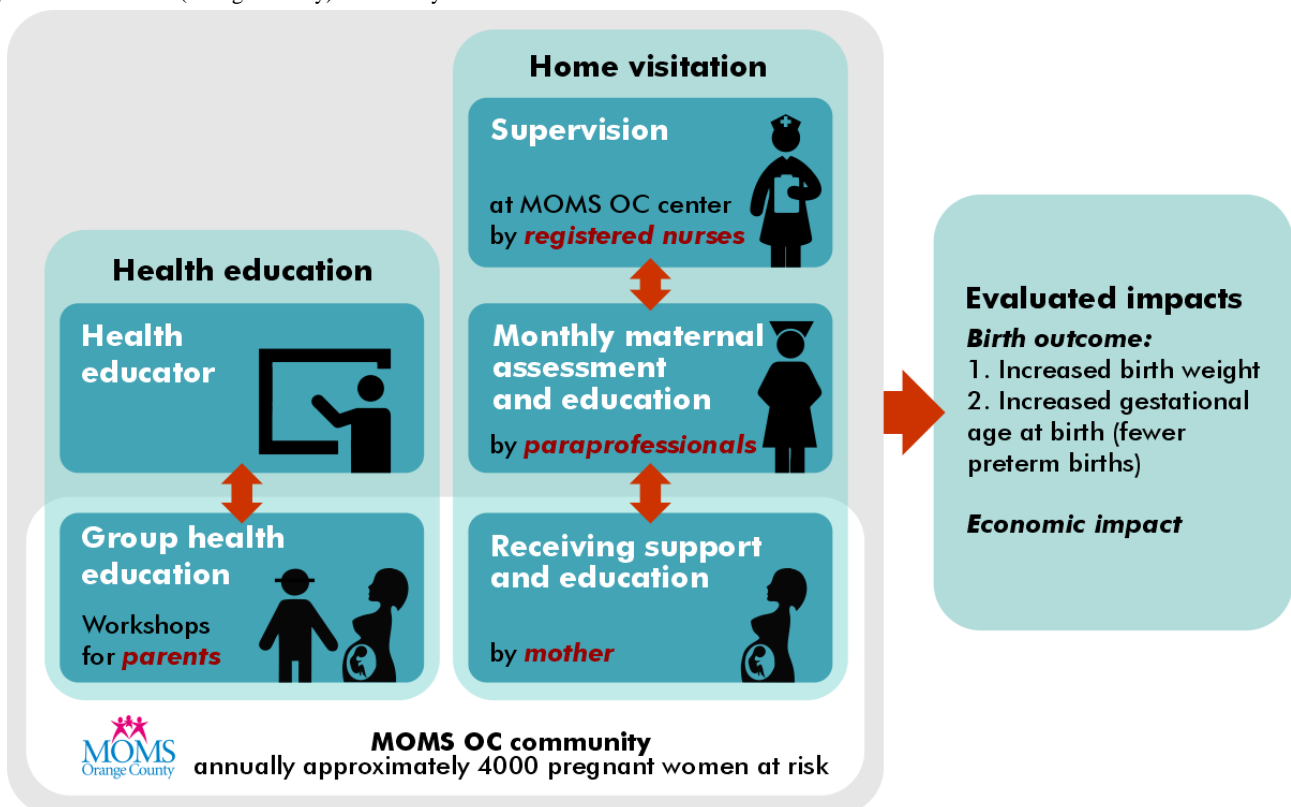 Home visitation
Supervision
at MOMS OC center
by registered nurses
Health education
Health
educator
Monthly maternal
assessment
and education
by paraprofessionals
Group health
education
Workshops
for parents
Receiving support
and education
by mother
MOMS
Orange County
MOMS OC community
annually approximately 4000 pregnant women at risk
Evaluated impacts
Birth outcome:
1. Increased birth weight
2. Increased gestational
age at birth (fewer
preterm births)
Economic impact